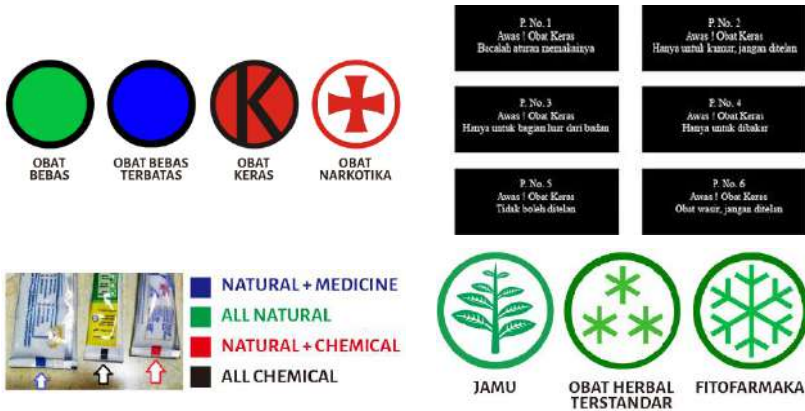 OBAT
BEBAS
OBAT BEBAS
TERBATAS
K
OBAT
KERAS
OBAT
NARKOTIKA
P. No. 1
Awas ! Obat Keras
Bacalah aturan memakainya
P. No. 2
Awas ! Obat Keras
Hanya untuk kumur, jangan ditelan
P. No. 3
Awas ! Obat Keras
Hanya untuk bagian luar dari badan
P. No. 4
Awas ! Obat Keras
Hanya untuk dibakar
P. No. 5
Awas ! Obat Keras
Tidak boleh ditelan
P. No. 6
Awas ! Obat Keras
Obat wasir, jangan ditelan
NATURAL + MEDICINE
ALL NATURAL
NATURAL + CHEMICAL
ALL CHEMICAL
JAMU
OBAT HERBAL
TERSTANDAR
FITOFARMAKA